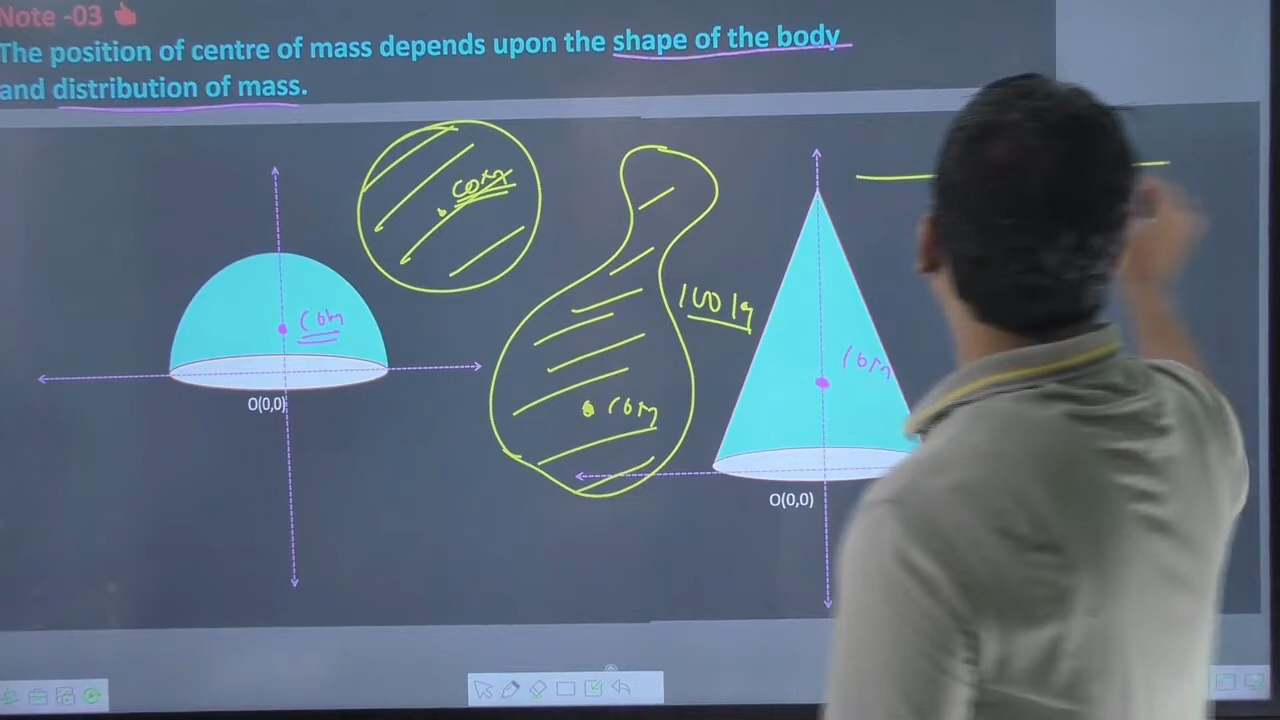 Note -03
The position of centre of mass depends upon the shape of the body
and distribution of mass.
com
com
100 kg
com
com
O(0,0)
O(0,0)